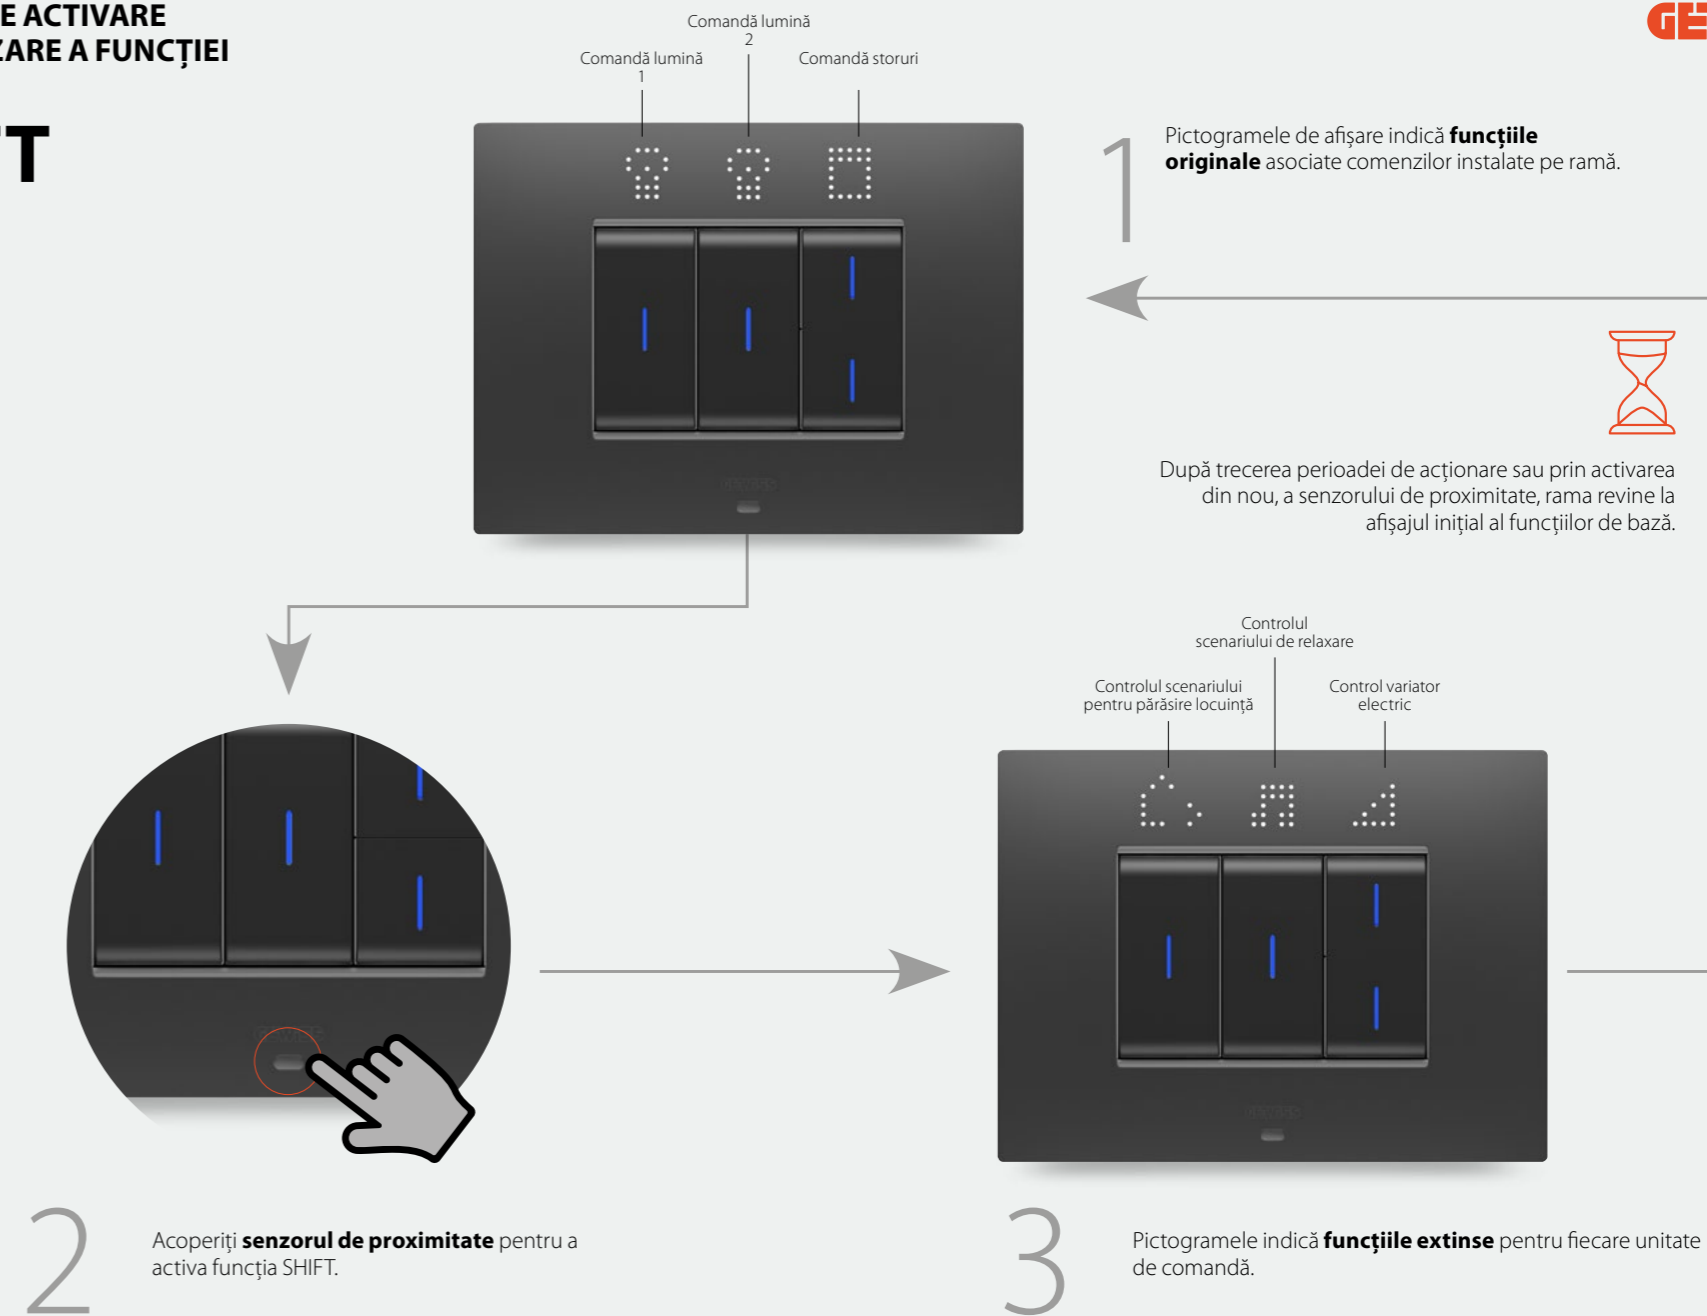 E ACTIVARE
ZARE A FUNCȚIEI
FT
GE
Comandă lumină
1
Comandă lumină
2
Comandă storuri
1
Pictogramele de afișare indică funcțiile
originale asociate comenzilor instalate pe ramă.
După trecerea perioadei de acționare sau prin activarea
din nou, a senzorului de proximitate, rama revine la
afișajul inițial al funcțiilor de bază.
2
Acoperiți senzorul de proximitate pentru a
activa funcția SHIFT.
Controlul scenariului
pentru părăsire locuință
Controlul
scenariului de relaxare
Control variator
electric
3
Pictogramele indică funcțiile extinse pentru fiecare unitate
de comandă.